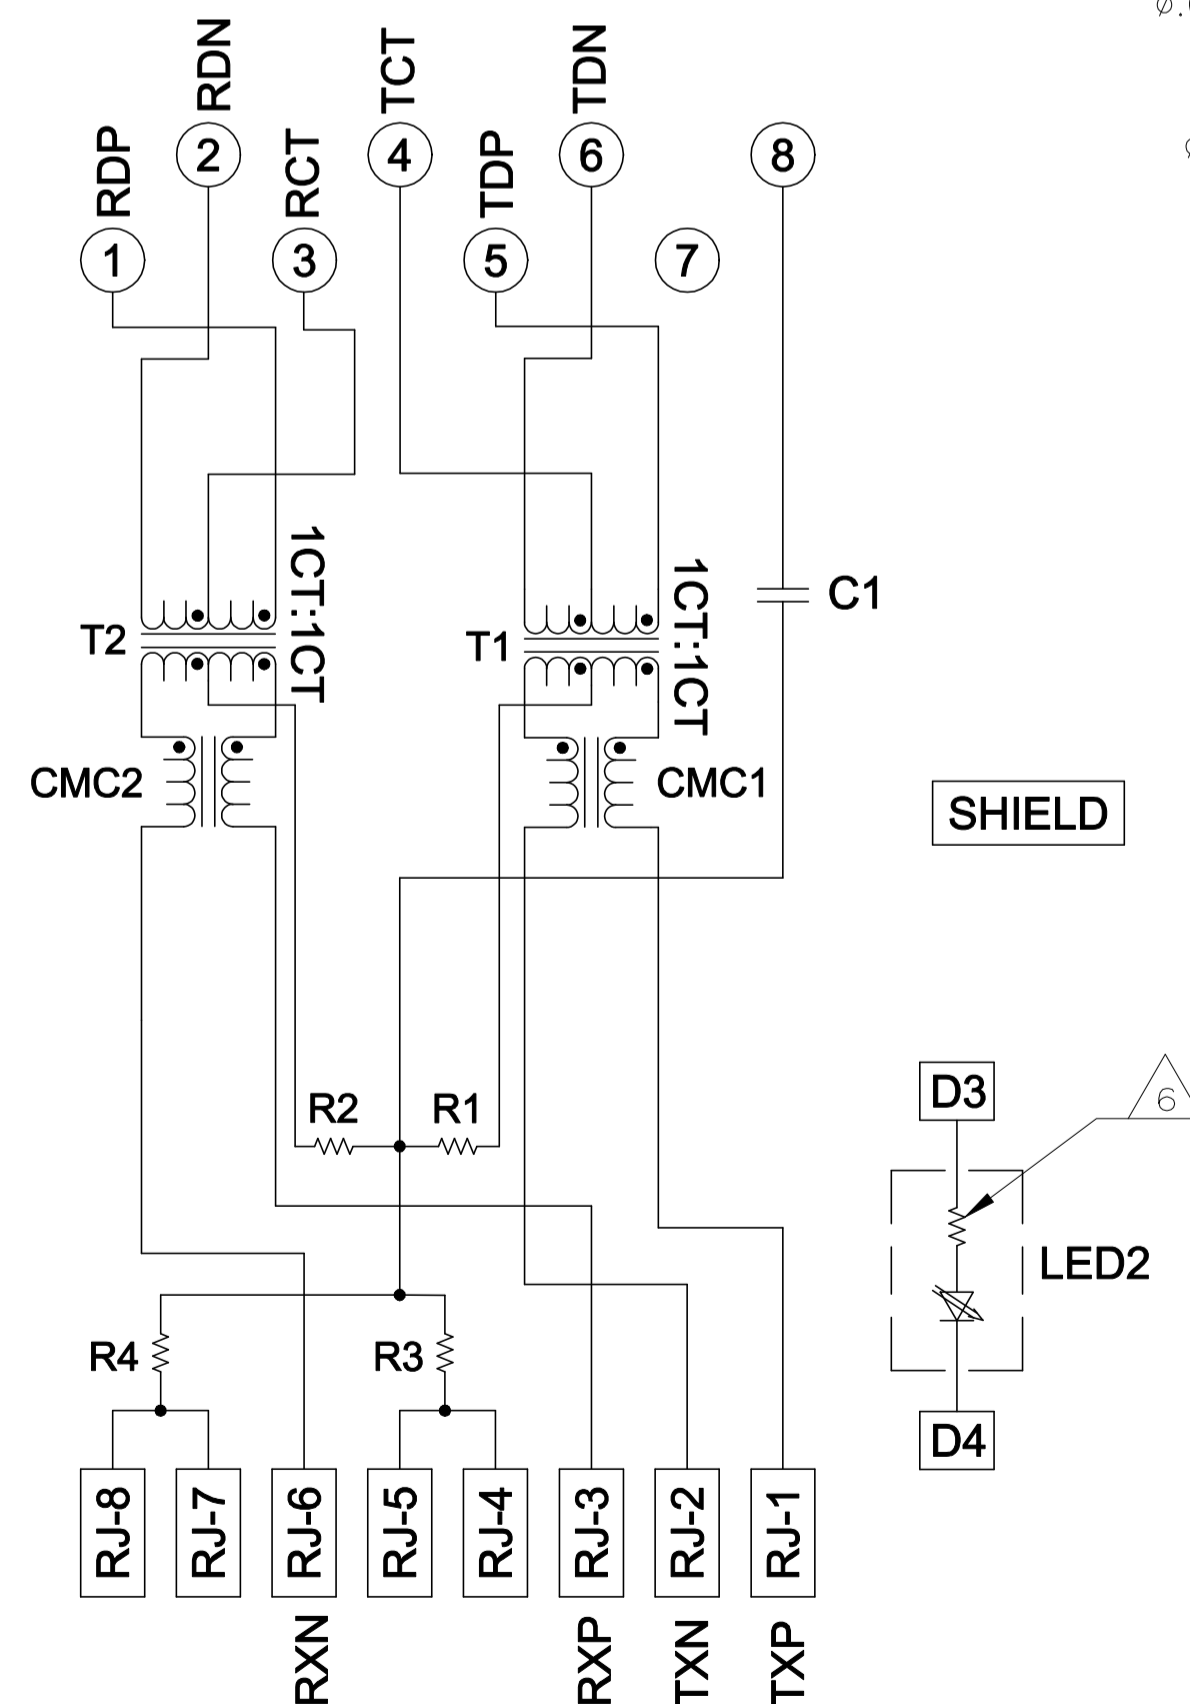 Ø.
RDN
TCT
TDN
RDP
RCT
TDP
2
4
6
8
1
3
5
7
1CT:1CT
1CT:1CT
T2
T1
C1
CMC2
CMC1
SHIELD
R2
R1
D3
6
LED2
R4
R3
D4
RJ-8
RJ-7
RJ-6
RJ-5
RJ-4
RJ-3
RJ-2
RJ-1
RXN
RXP
TXN
TXP